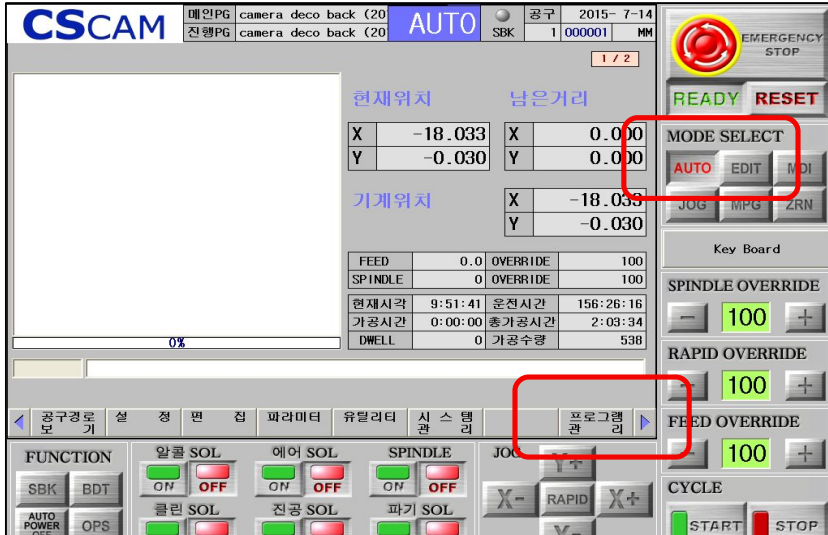 CSCAM
메인PG camera deco back (20
진행PG camera deco back (20
AUTO
SBK
공구 2015- 7-14
1 000001 MM
1 / 2
현재위치 남은거리
X -18.033 X 0.000
Y -0.030 Y 0.000
기계위치 X -18.033
Y -0.030
FEED 0.0 OVERRIDE 100
SPINDLE 0 OVERRIDE 100
현재시각 9:51:41 운전시간 156:26:16
가공시간 0:00:00 총가공시간 2:03:34
DWELL 0 가공수량 538
0%
공구경로보기 설 정 편 집 파라미터 유틸리티 시스템관리 프로그램관리
EMERGENCY
STOP
READY RESET
MODE SELECT
AUTO EDIT MDI
JOG MPG ZRN
Key Board
SPINDLE OVERRIDE
- 100 +
RAPID OVERRIDE
- 100 +
FEED OVERRIDE
- 100 +
CYCLE
START STOP
FUNCTION
SBK BDT
AUTO POWER OFF OPS
알콜 SOL 에어 SOL SPINDLE
ON OFF ON OFF ON OFF
클린 SOL 진공 SOL 파기 SOL
JOG
Y+
X- RAPID X+
Y-